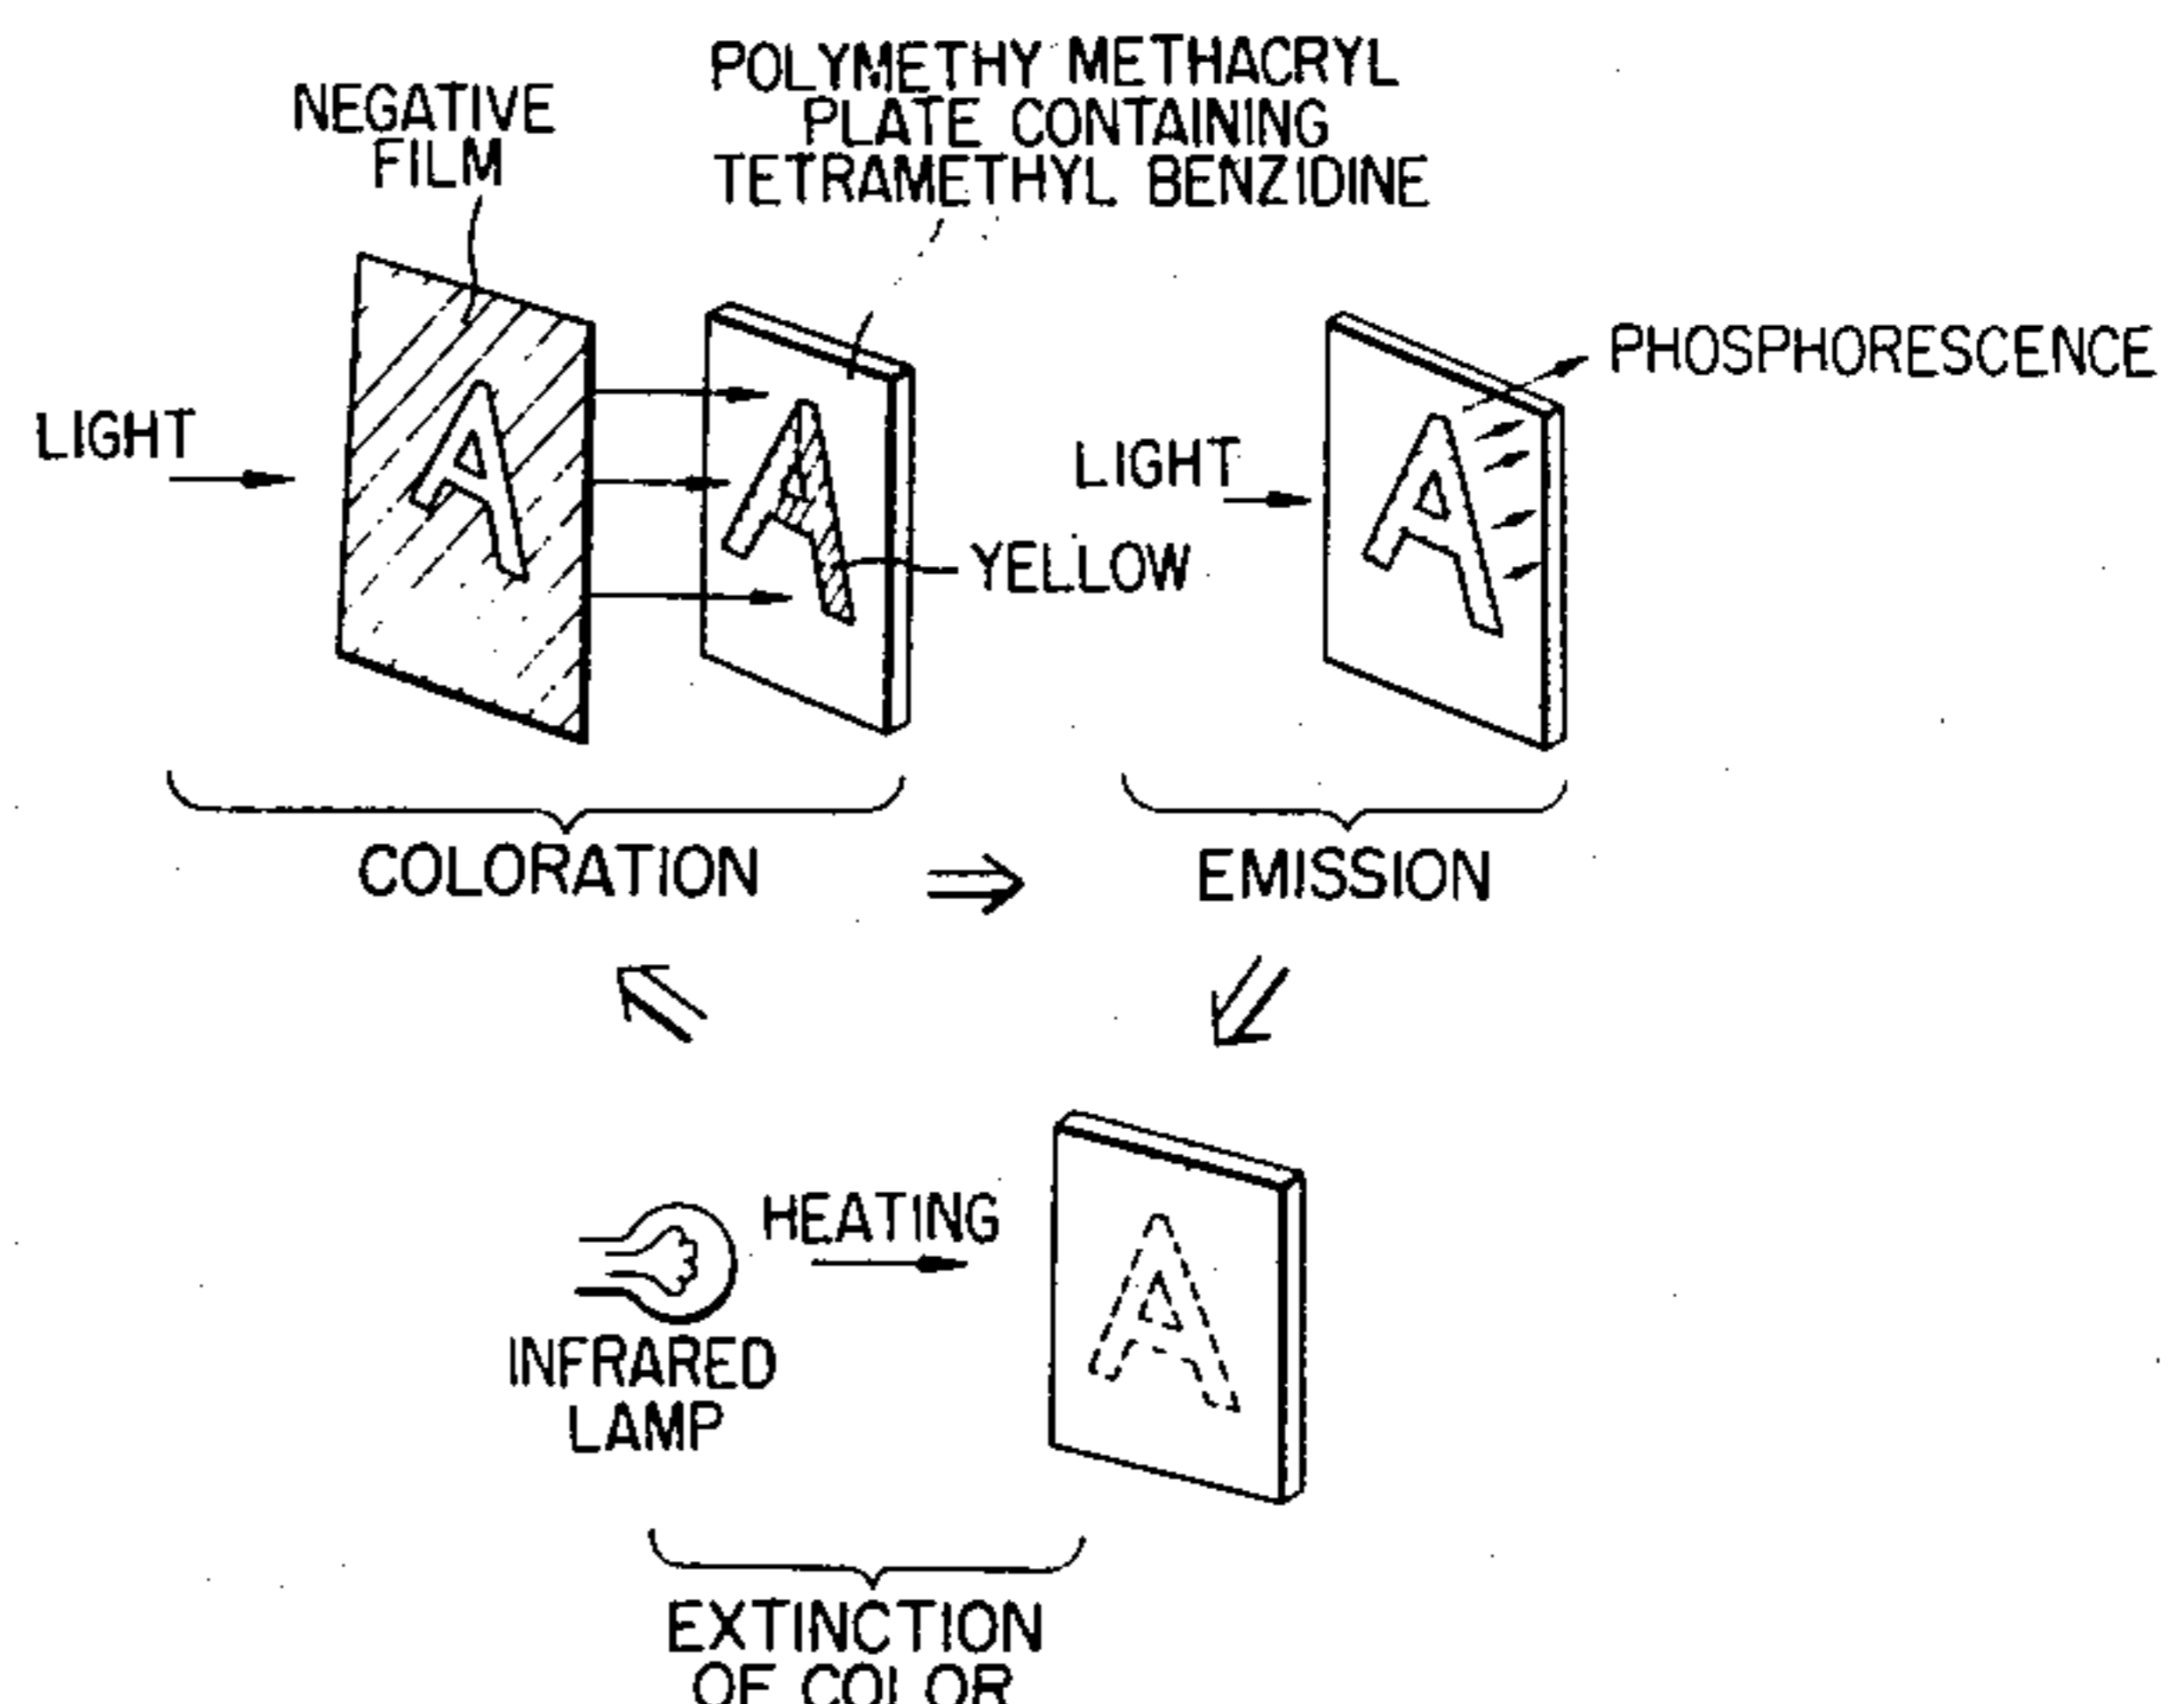 NEGATIVE
FILM
POLYMETHY METHACRYL
PLATE CONTAINING
TETRAMETHYL BENZIDINE
LIGHT
YELLOW
LIGHT
PHOSPHORESCENCE
A
A
A
COLORATION
EMISSION
HEATING
INFRARED
LAMP
A
EXTINCTION
OF COLOR